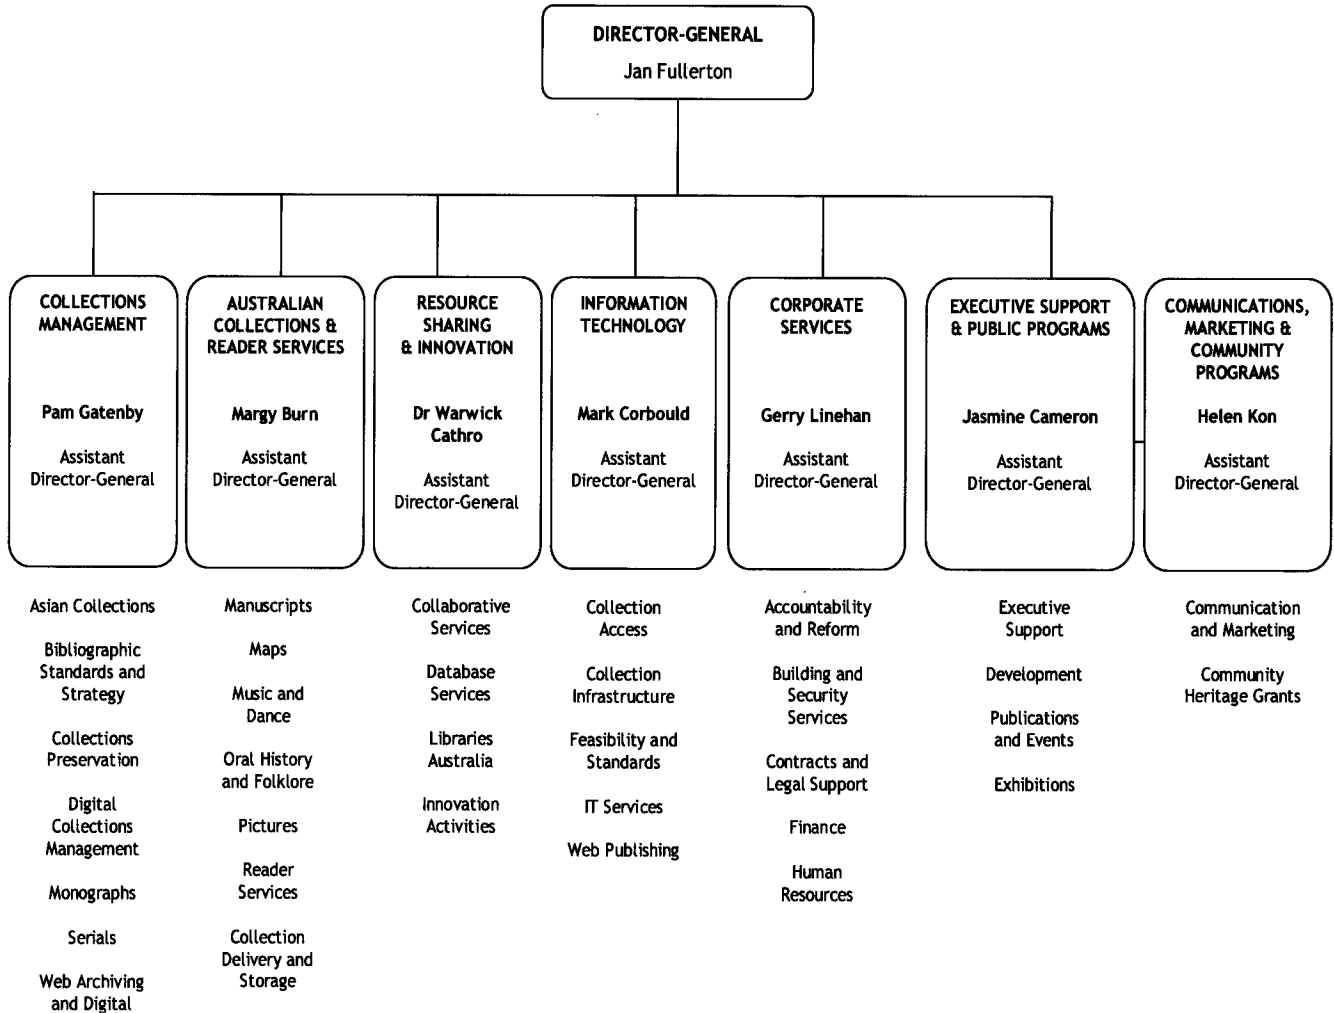 DIRECTOR-GENERAL
Jan Fullerton
COLLECTIONS
MANAGEMENT
Pam Gatenby
Assistant
Director-General
Asian Collections
Bibliographic
Standards and
Strategy
Collections
Preservation
Digital
Collections
Management
Monographs
Serials
Web Archiving
and Digital
AUSTRALIAN
COLLECTIONS &
READER SERVICES
Margy Burn
Assistant
Director-General
Manuscripts
Maps
Music and
Dance
Oral History
and Folklore
Pictures
Reader
Services
Collection
Delivery and
Storage
RESOURCE
SHARING
& INNOVATION
Dr Warwick
Cathro
Assistant
Director-General
Collaborative
Services
Database
Services
Libraries
Australia
Innovation
Activities
INFORMATION
TECHNOLOGY
Mark Corbould
Assistant
Director-General
Collection
Access
Collection
Infrastructure
Feasibility and
Standards
IT Services
Web Publishing
CORPORATE
SERVICES
Gerry Linehan
Assistant
Director-General
Accountability
and Reform
Building and
Security
Services
Contracts and
Legal Support
Finance
Human
Resources
EXECUTIVE SUPPORT
& PUBLIC PROGRAMS
Jasmine Cameron
Assistant
Director-General
Executive
Support
Development
Publications
and Events
Exhibitions
COMMUNICATIONS,
MARKETING &
COMMUNITY
PROGRAMS
Helen Kon
Assistant
Director-General
Communication
and Marketing
Community
Heritage Grants